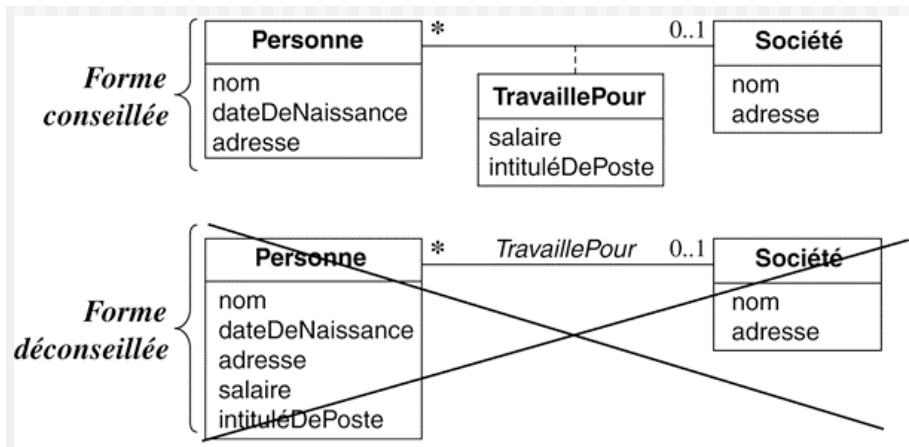 Forme
conseillée
Personne
nom
dateDeNaissance
adresse
*
0..1
TravaillePour
salaire
intituléDePoste
Société
nom
adresse
Forme
déconseillée
Personne
nom
dateDeNaissance
adresse
salaire
intituléDePoste
*
TravaillePour
0..1
Société
nom
adresse